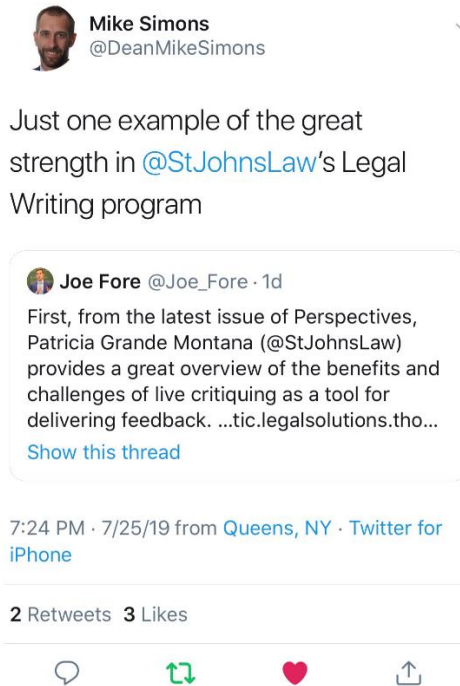 Mike Simons
@DeanMikeSimons
Just one example of the great
strength in @StJohnsLaw's Legal
Writing program
Joe Fore @Joe_Fore · 1d
First, from the latest issue of Perspectives,
Patricia Grande Montana (@StJohnsLaw)
provides a great overview of the benefits and
challenges of live critiquing as a tool for
delivering feedback. ...tic.legalsolutions.tho...
Show this thread
7:24 PM · 7/25/19 from Queens, NY · Twitter for
iPhone
2 Retweets 3 Likes